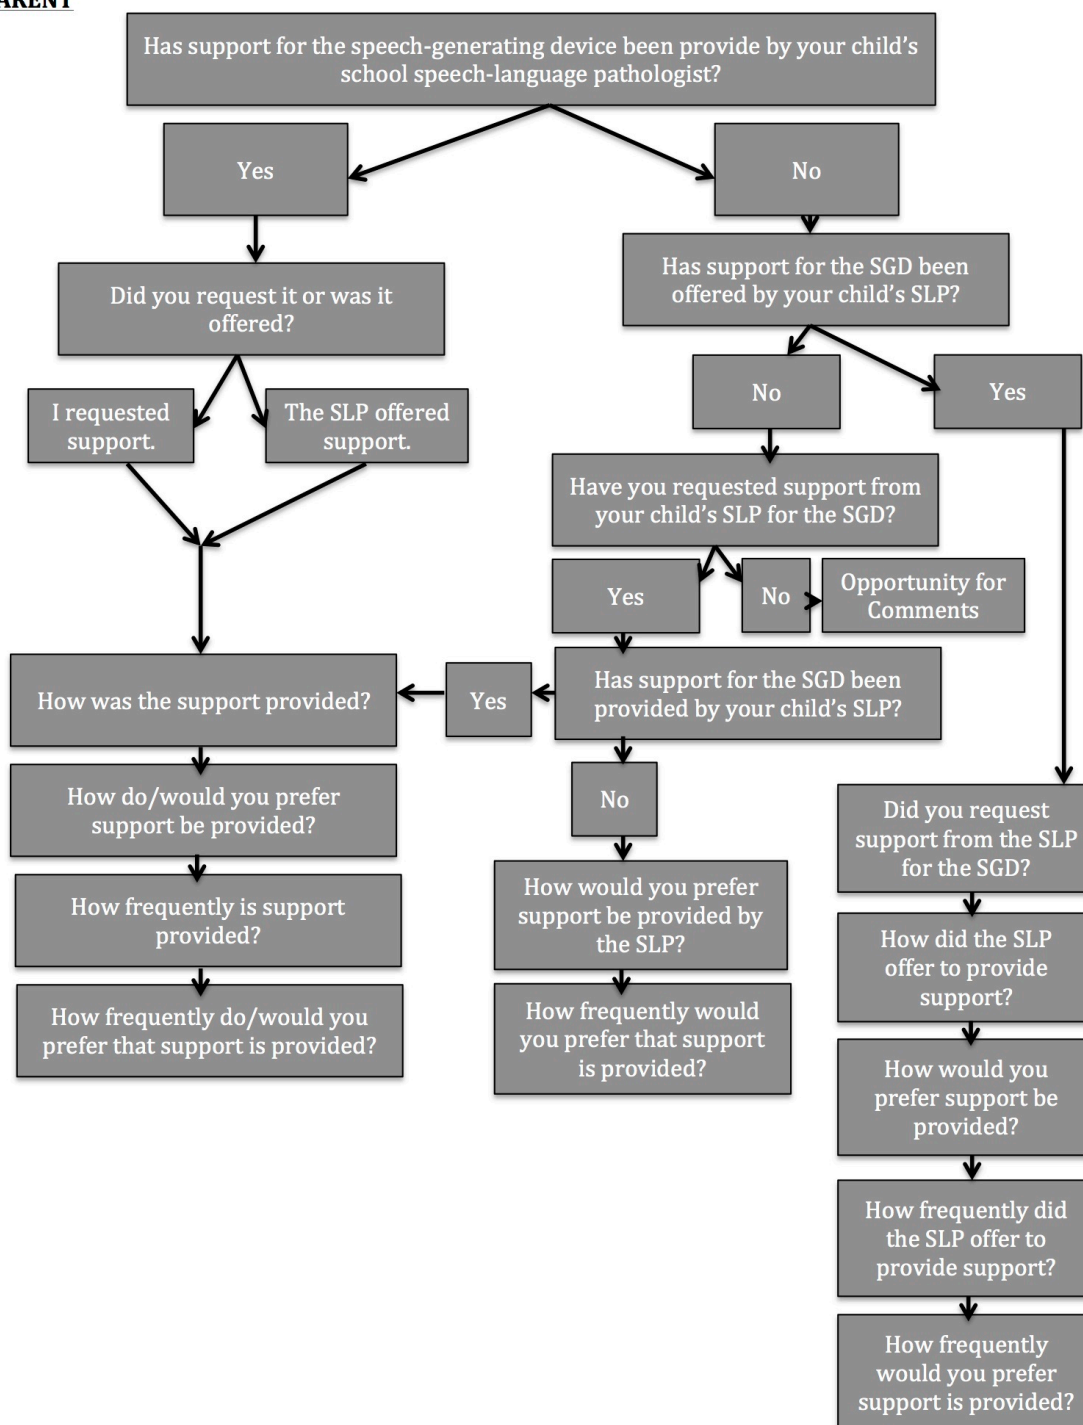 Has support for the speech-generating device been provide by your child's
school speech-language pathologist?
Yes
No
Did you request it or was it
offered?
Has support for the SGD been
offered by your child's SLP?
I requested
support.
The SLP offered
support.
No
Yes
Have you requested support from
your child's SLP for the SGD?
Yes
No
Opportunity for
Comments
How was the support provided?
Yes
Has support for the SGD been
provided by your child's SLP?
How do/would you prefer
support be provided?
No
Did you request
support from the SLP
for the SGD?
How frequently is support
provided?
How would you prefer
support be provided by
the SLP?
How did the SLP
offer to provide
support?
How frequently do/would you
prefer that support is provided?
How frequently would
you prefer that support
is provided?
How would you
prefer support be
provided?
How frequently did
the SLP offer to
provide support?
How frequently
would you prefer
support is provided?